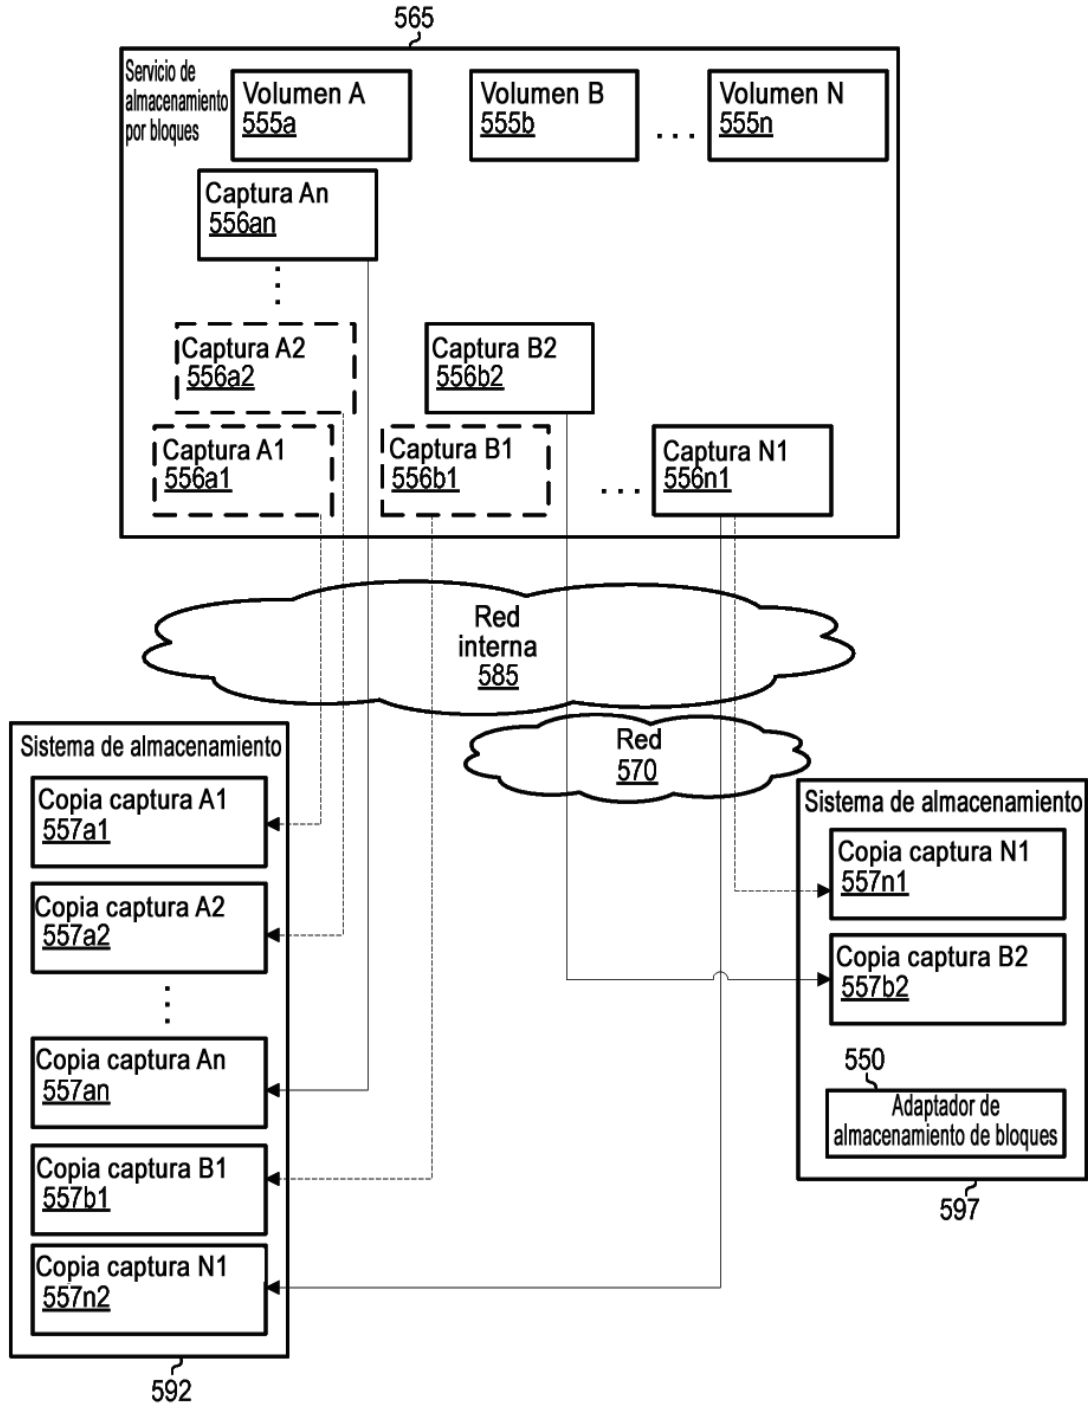 565
Servicio de
almacenamiento
por bloques
Volumen A
555a
Volumen B
555b
...
Volumen N
555n
Captura An
556an
Captura A2
556a2
Captura B2
556b2
Captura A1
556a1
Captura B1
556b1
...
Captura N1
556n1
Red
interna
585
Red
570
Sistema de almacenamiento
Copia captura A1
557a1
Copia captura A2
557a2
Copia captura An
557an
Copia captura B1
557b1
Copia captura N1
557n2
592
Sistema de almacenamiento
Copia captura N1
557n1
Copia captura B2
557b2
550
Adaptador de
almacenamiento de bloques
597